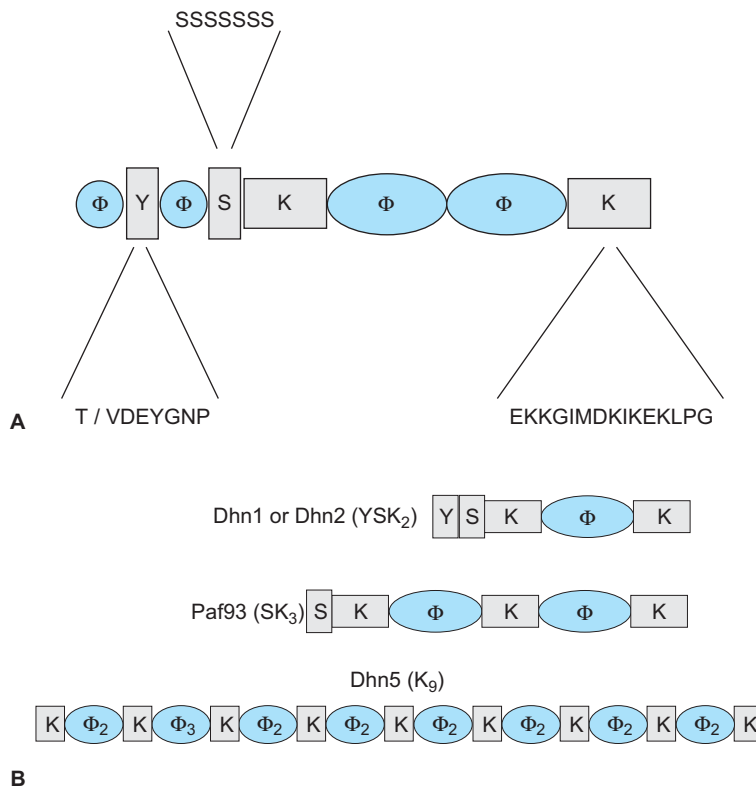 SSSSSSS
Φ Y Φ S K Φ Φ K
T / VDEYGNP
EKKGIMDKIKEKLPG
A
Dhn1 or Dhn2 (YSK₂) Y S K Φ K
Paf93 (SK₃) S K Φ K Φ K
Dhn5 (K₉)
K Φ₂ K Φ₃ K Φ₂ K Φ₂ K Φ₂ K Φ₂ K Φ₂ K Φ₂ K
B